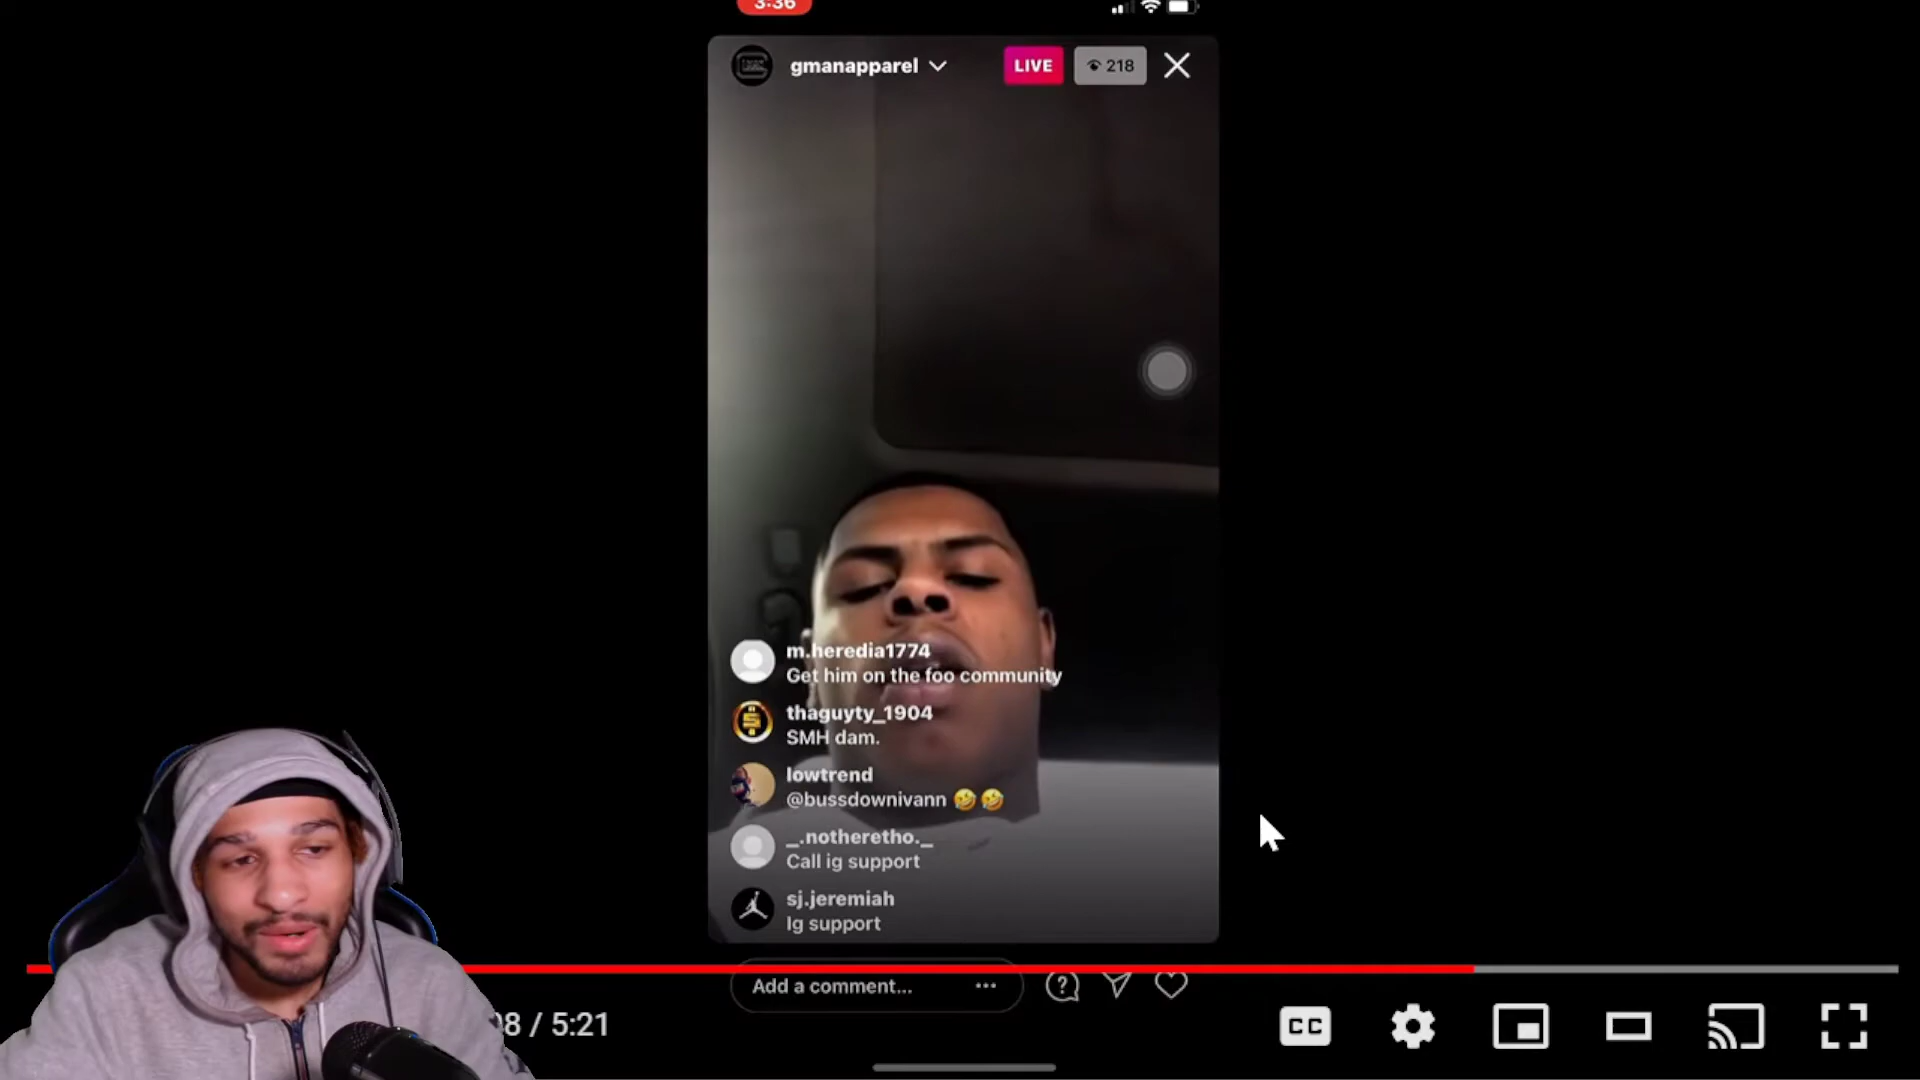 3:36
gmanapparel
LIVE
218
m.heredia1774
Get him on the foo community
thaguyty_1904
SMH dam.
lowtrend
@bussdownivann 🤣🤣
_.notheretho._
Call ig support
sj.jeremiah
Ig support
Add a comment...
8 / 5:21
CC